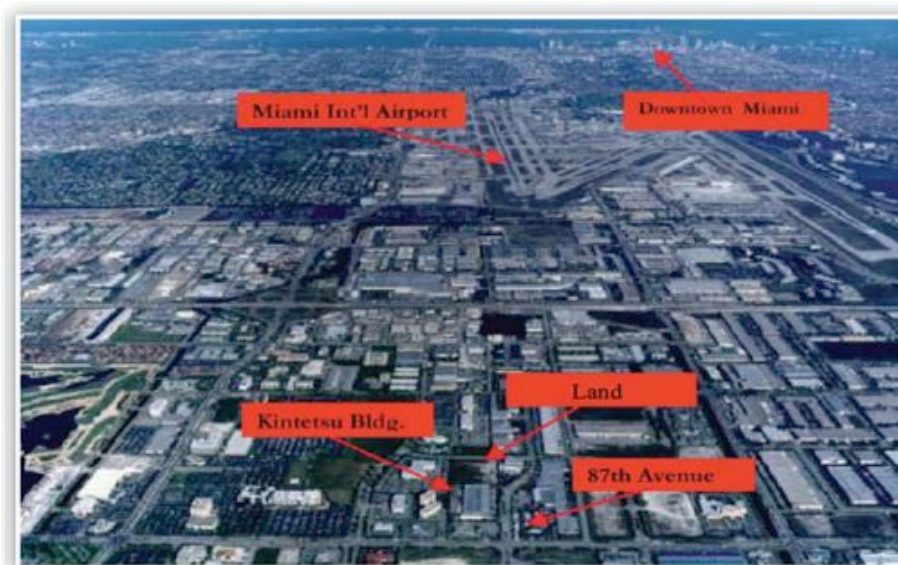 Miami Int'l Airport
Downtown Miami
Land
Kintetsu Bldg.
87th Avenue